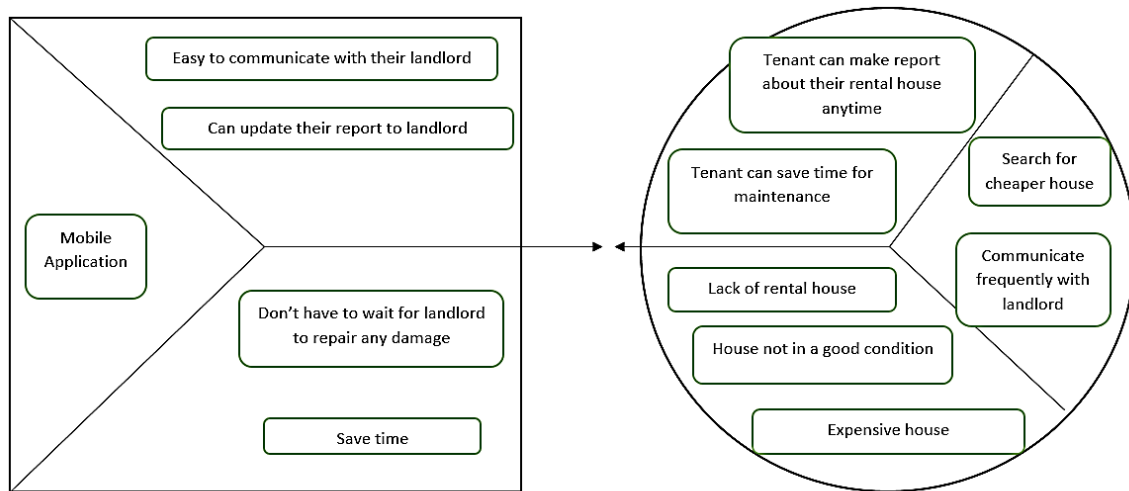 Easy to communicate with their landlord
Can update their report to landlord
Mobile
Application
Don't have to wait for landlord
to repair any damage
Save time
Tenant can make report
about their rental house
anytime
Tenant can save time for
maintenance
Search for
cheaper house
Communicate
frequently with
landlord
Lack of rental house
House not in a good condition
Expensive house